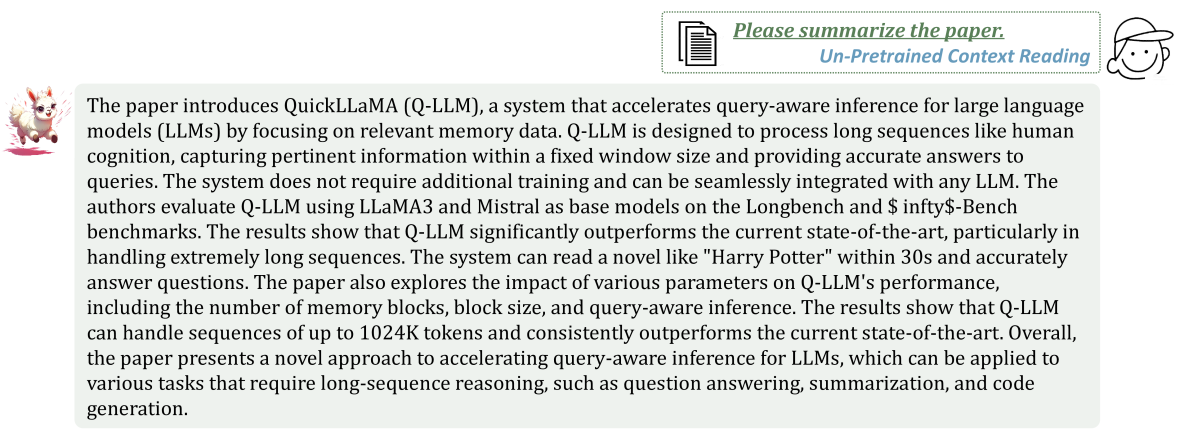 Please summarize the paper.
Un-Pretrained Context Reading
The paper introduces QuickLLaMA (Q-LLM), a system that accelerates query-aware inference for large language
models (LLMs) by focusing on relevant memory data. Q-LLM is designed to process long sequences like human
cognition, capturing pertinent information within a fixed window size and providing accurate answers to
queries. The system does not require additional training and can be seamlessly integrated with any LLM. The
authors evaluate Q-LLM using LLaMA3 and Mistral as base models on the Longbench and $ infty$-Bench
benchmarks. The results show that Q-LLM significantly outperforms the current state-of-the-art, particularly in
handling extremely long sequences. The system can read a novel like "Harry Potter" within 30s and accurately
answer questions. The paper also explores the impact of various parameters on Q-LLM's performance,
including the number of memory blocks, block size, and query-aware inference. The results show that Q-LLM
can handle sequences of up to 1024K tokens and consistently outperforms the current state-of-the-art. Overall,
the paper presents a novel approach to accelerating query-aware inference for LLMs, which can be applied to
various tasks that require long-sequence reasoning, such as question answering, summarization, and code
generation.